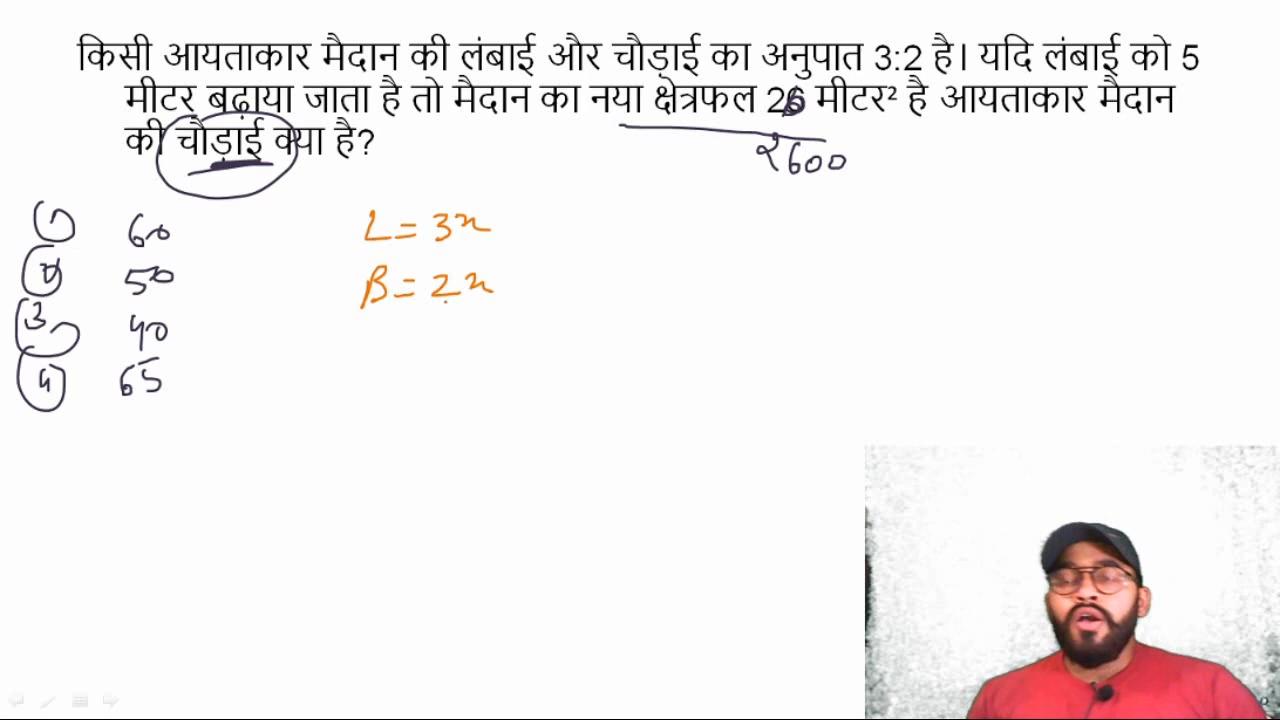 किसी आयताकार मैदान की लंबाई और चौड़ाई का अनुपात 3:2 है। यदि लंबाई को 5
मीटर बढ़ाया जाता है तो मैदान का नया क्षेत्रफल 26 मीटर² है आयताकार मैदान
की चौड़ाई क्या है?
2600
1 60
2 50
3 40
4 65
L = 3x
B = 2x